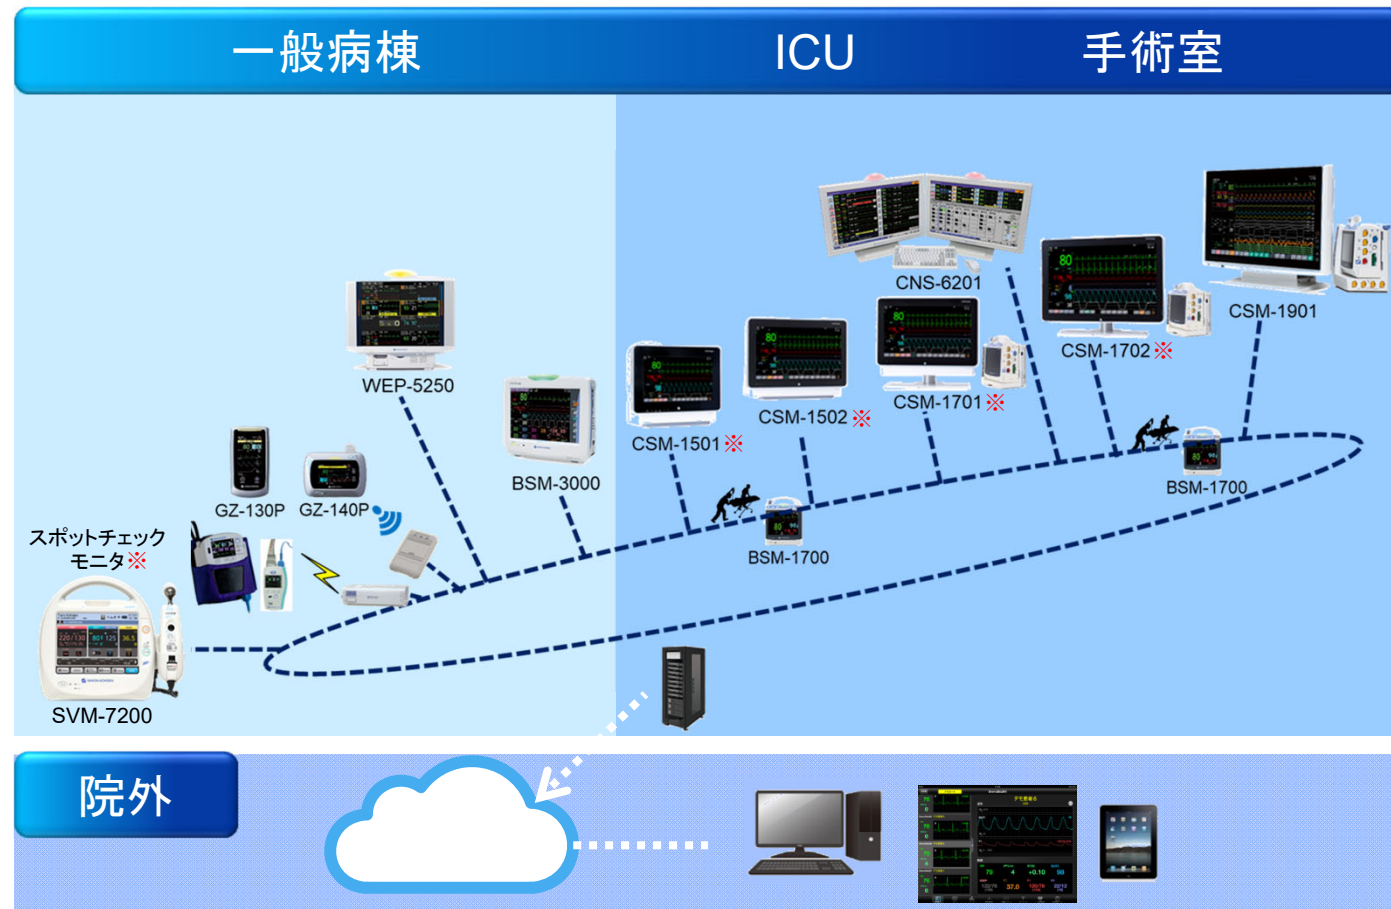 一般病棟
ICU
手術室
CNS-6201
CSM-1901
CSM-1702※
WEP-5250
CSM-1701※
CSM-1502※
CSM-1501※
BSM-3000
BSM-1700
GZ-130P
GZ-140P
スポットチェック
モニタ※
BSM-1700
SVM-7200
院外